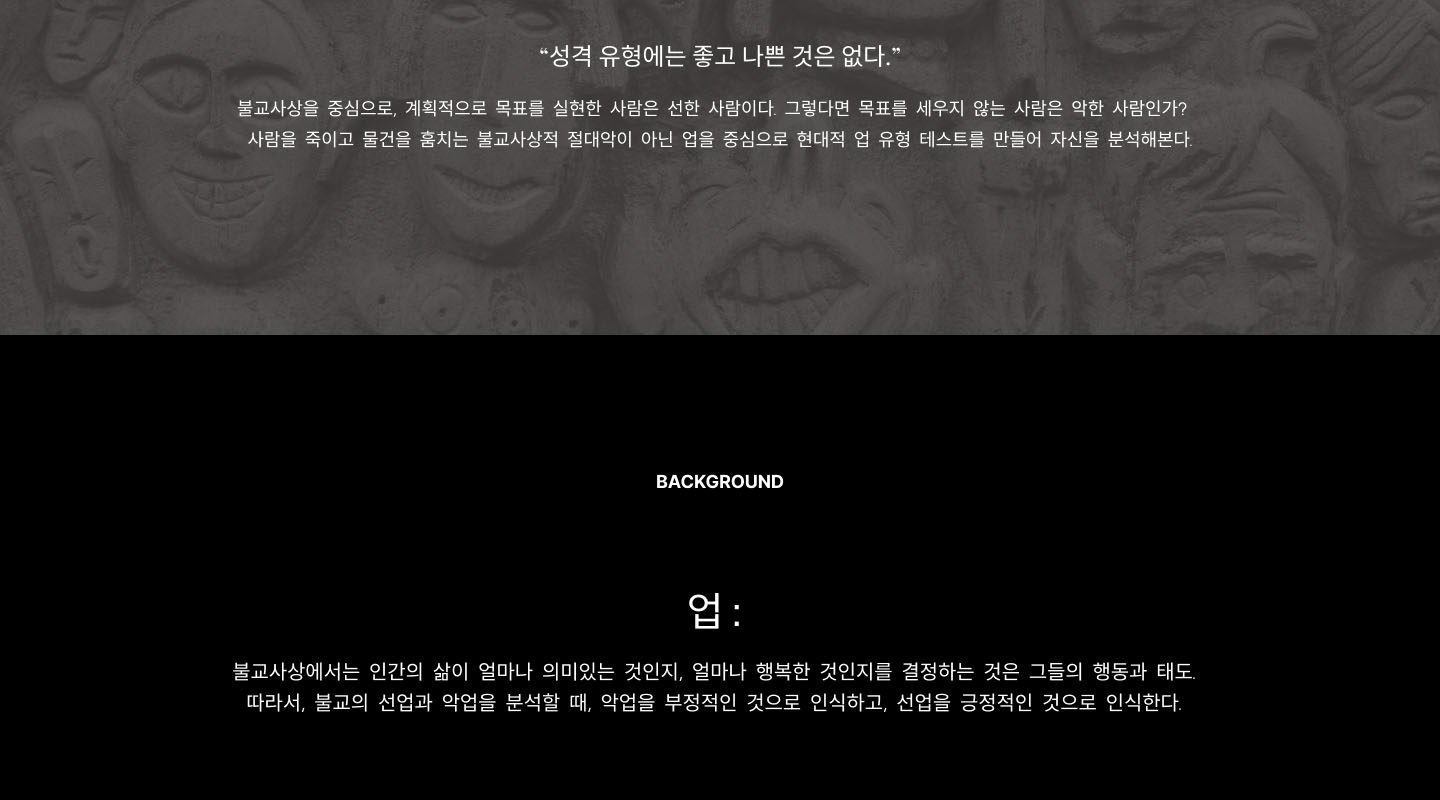 “성격 유형에는 좋고 나쁜 것은 없다.”
불교사상을 중심으로, 계획적으로 목표를 실현한 사람은 선한 사람이다. 그렇다면 목표를 세우지 않는 사람은 악한 사람인가?
사람을 죽이고 물건을 훔치는 불교사상적 절대악이 아닌 업을 중심으로 현대적 업 유형 테스트를 만들어 자신을 분석해본다.
BACKGROUND
업 :
불교사상에서는 인간의 삶이 얼마나 의미있는 것인지, 얼마나 행복한 것인지를 결정하는 것은 그들의 행동과 태도.
따라서, 불교의 선업과 악업을 분석할 때, 악업을 부정적인 것으로 인식하고, 선업을 긍정적인 것으로 인식한다.